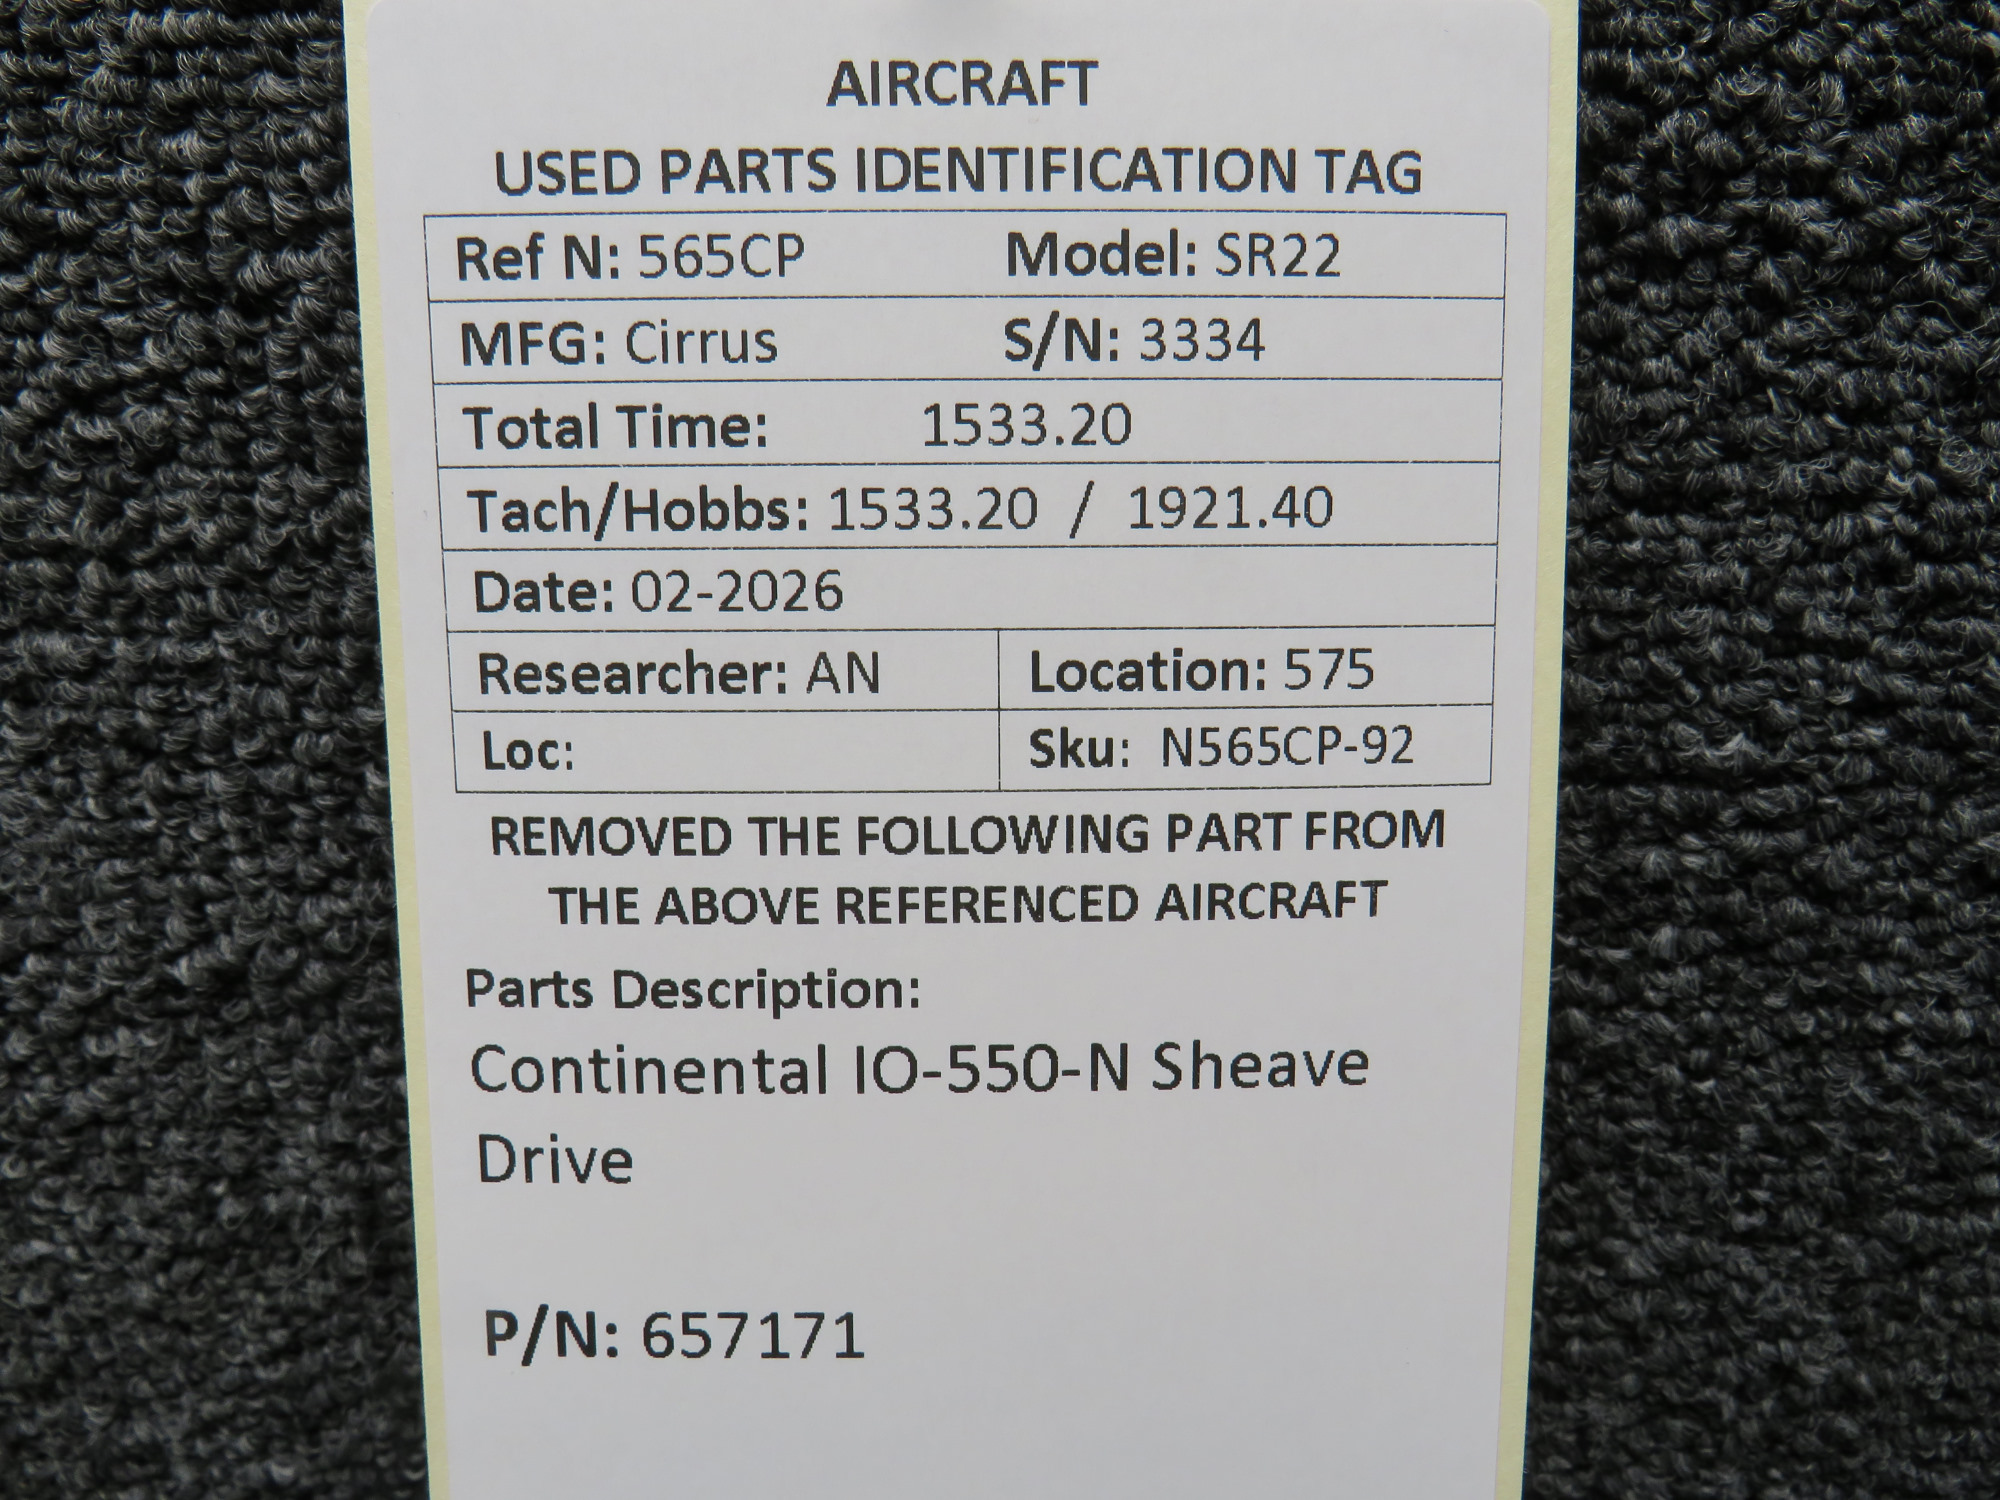 AIRCRAFT
USED PARTS IDENTIFICATION TAG
Ref N: 565CP Model: SR22
MFG: Cirrus S/N: 3334
Total Time: 1533.20
Tach/Hobbs: 1533.20 / 1921.40
Date: 02-2026
Researcher: AN Location: 575
Loc: Sku: N565CP-92
REMOVED THE FOLLOWING PART FROM
THE ABOVE REFERENCED AIRCRAFT
Parts Description:
Continental IO-550-N Sheave
Drive
P/N: 657171